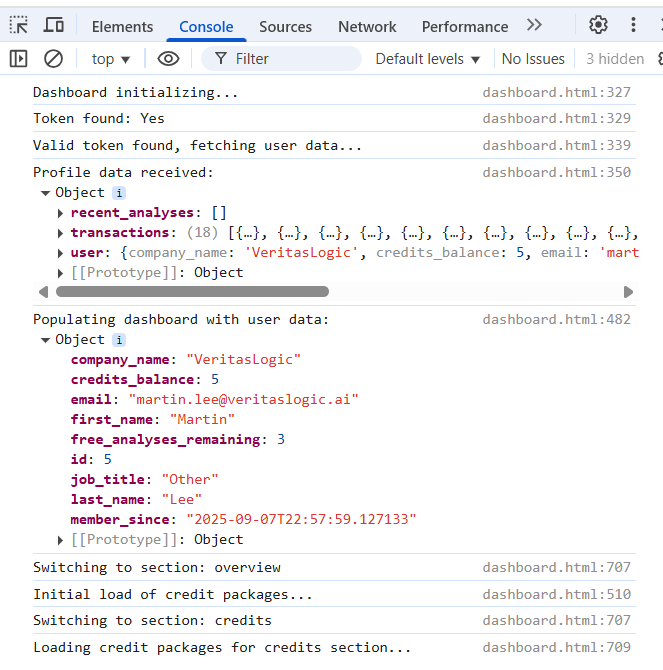 Elements Console Sources Network Performance
top Filter Default levels No Issues 3 hidden
Dashboard initializing... dashboard.html:327
Token found: Yes dashboard.html:329
Valid token found, fetching user data... dashboard.html:339
Profile data received: dashboard.html:350
Object i
recent_analyses: []
transactions: (18) [{…}, {…}, {…}, {…}, {…}, {…}, {…}, {…}, {…}, {…},
user: {company_name: 'VeritasLogic', credits_balance: 5, email: 'mart
[[Prototype]]: Object
Populating dashboard with user data: dashboard.html:482
Object i
company_name: "VeritasLogic"
credits_balance: 5
email: "martin.lee@veritaslogic.ai"
first_name: "Martin"
free_analyses_remaining: 3
id: 5
job_title: "Other"
last_name: "Lee"
member_since: "2025-09-07T22:57:59.127133"
[[Prototype]]: Object
Switching to section: overview dashboard.html:707
Initial load of credit packages... dashboard.html:510
Switching to section: credits dashboard.html:707
Loading credit packages for credits section... dashboard.html:709